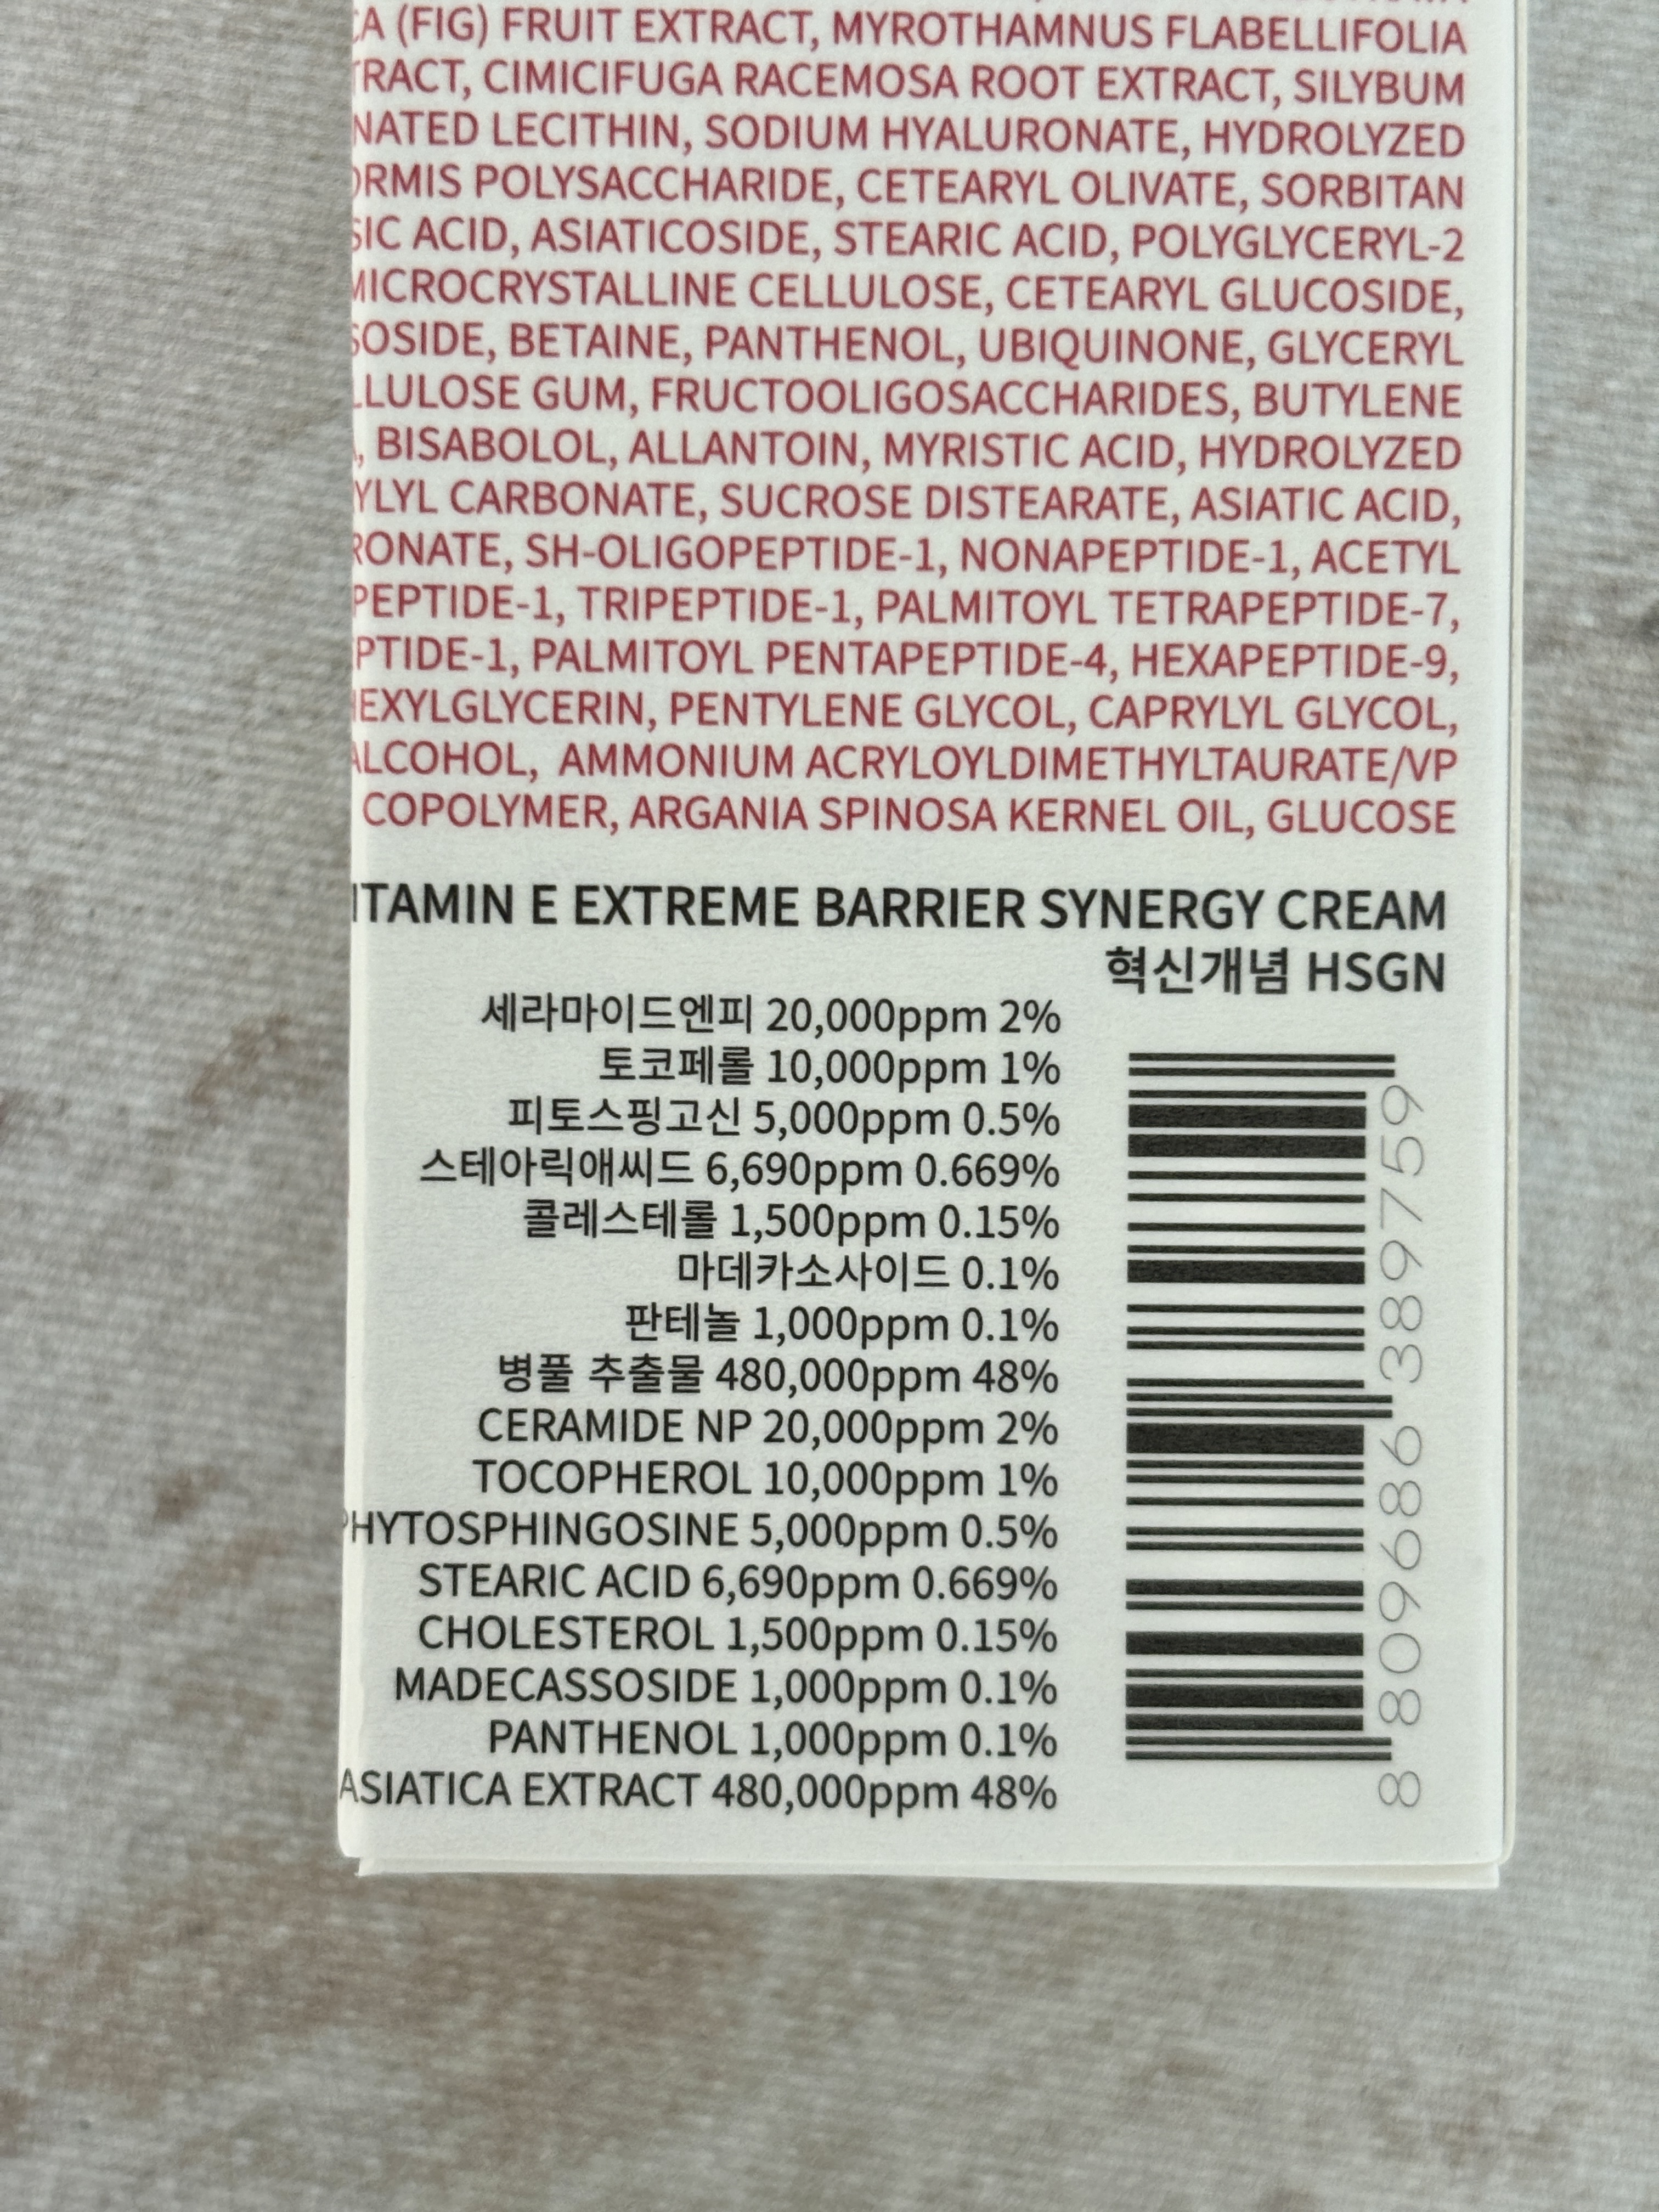 (FIG) FRUIT EXTRACT, MYROTHAMNUS FLABELLIFOLIA
CIMICIFUGA RACEMOSA ROOT EXTRACT, SILYBUM
LECITHIN, SODIUM HYALURONATE, HYDROLYZED
POLYSACCHARIDE, CETEARYL OLIVATE, SORBITAN
ACID, ASIATICOSIDE, STEARIC ACID, POLYGLYCERYL-2
MICROCRYSTALLINE CELLULOSE, CETEARYL GLUCOSIDE,
BETAINE, PANTHENOL, UBIQUINONE, GLYCERYL
GUM, FRUCTOOLIGOSACCHARIDES, BUTYLENE
BISABOLOL, ALLANTOIN, MYRISTIC ACID, HYDROLYZED
CARBONATE, SUCROSE DISTEARATE, ASIATIC ACID,
SH-OLIGOPEPTIDE-1, NONAPEPTIDE-1, ACETYL
TRIPEPTIDE-1, PALMITOYL TETRAPEPTIDE-7,
PALMITOYL PENTAPEPTIDE-4, HEXAPEPTIDE-9,
PENTYLENE GLYCOL, CAPRYLYL GLYCOL,
ALCOHOL, AMMONIUM ACRYLOYLDIMETHYLTAURATE/VP
COPOLYMER, ARGANIA SPINOSA KERNEL OIL, GLUCOSE
ITAMIN E EXTREME BARRIER SYNERGY CREAM
혁신개념 HSGN
세라마이드엔피 20,000ppm 2%
토코페롤 10,000ppm 1%
피토스핑고신 5,000ppm 0.5%
스테아릭애씨드 6,690ppm 0.669%
콜레스테롤 1,500ppm 0.15%
마데카소사이드 0.1%
판테놀 1,000ppm 0.1%
병풀 추출물 480,000ppm 48%
CERAMIDE NP 20,000ppm 2%
TOCOPHEROL 10,000ppm 1%
PHYTOSPHINGOSINE 5,000ppm 0.5%
STEARIC ACID 6,690ppm 0.669%
CHOLESTEROL 1,500ppm 0.15%
MADECASSOSIDE 1,000ppm 0.1%
PANTHENOL 1,000ppm 0.1%
ASIATICA EXTRACT 480,000ppm 48%
8 809686 389759